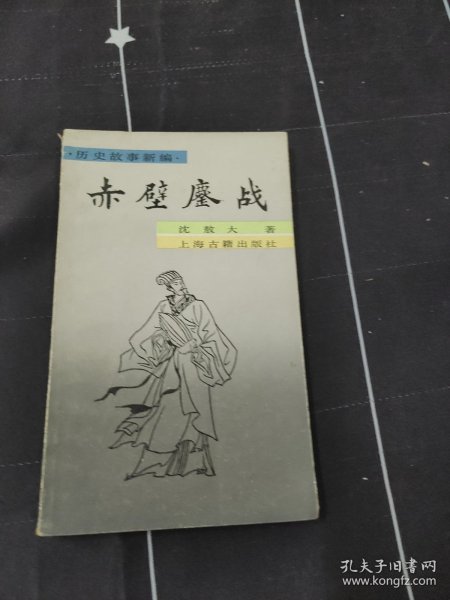 ·历史故事新编·
赤壁鏖战
沈敖大 著
上海古籍出版社
孔夫子旧书网
www.kongfz.com